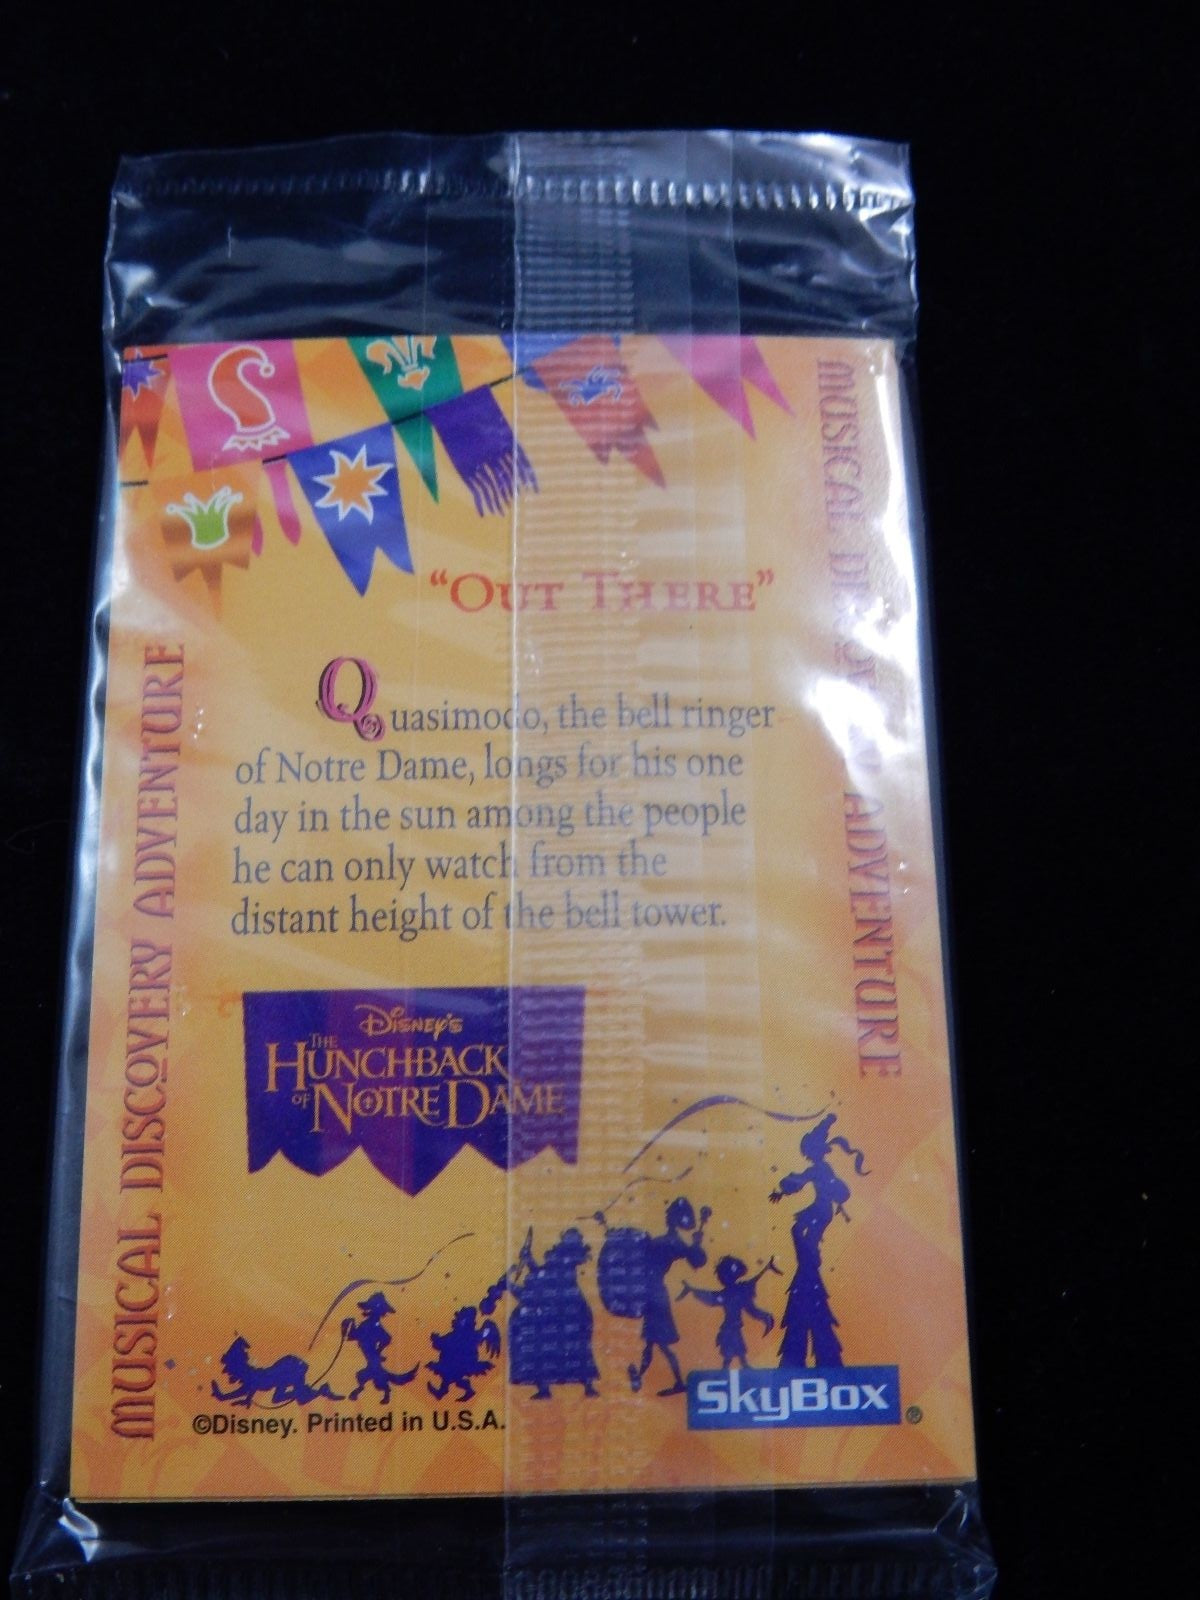 "OUT THERE"
Quasimodo, the bell ringer
of Notre Dame, longs for his one
day in the sun among the people
he can only watch from the
distant height of the bell tower.
DISNEY'S
THE
HUNCHBACK
OF NOTRE DAME
MUSICAL DISCOVERY ADVENTURE
MUSICAL DISCOVERY ADVENTURE
©Disney. Printed in U.S.A.
SkyBox®